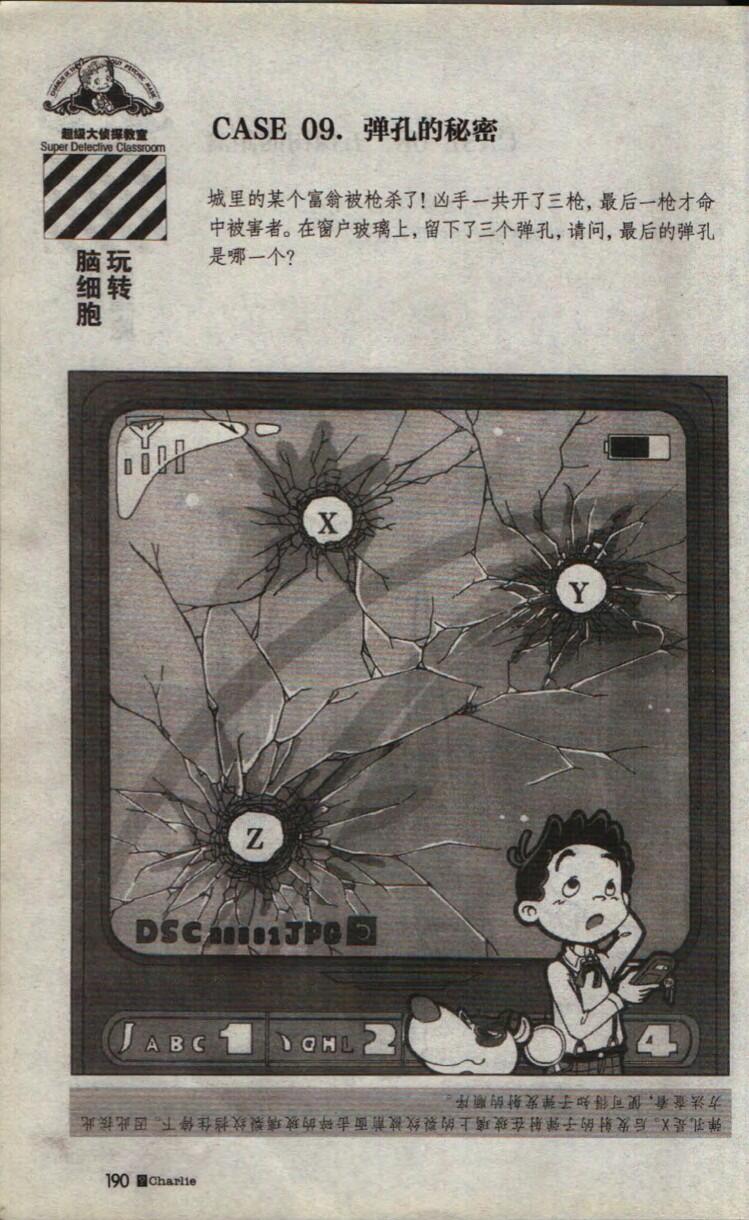 超级大侦探教室
Super Detective Classroom
玩转
脑细胞
CASE 09. 弹孔的秘密
城里的某个富翁被枪杀了！凶手一共开了三枪，最后一枪才命
中被害者。在窗户玻璃上，留下了三个弹孔，请问，最后的弹孔
是哪一个？
X
Y
Z
ABC 1
GHL 2
4
弹孔是X。后发射的子弹射在玻璃上的裂纹被前面击碎的玻璃裂纹挡住停下。因此按此
方法查看，便可得知子弹发射的顺序。
190 Charlie